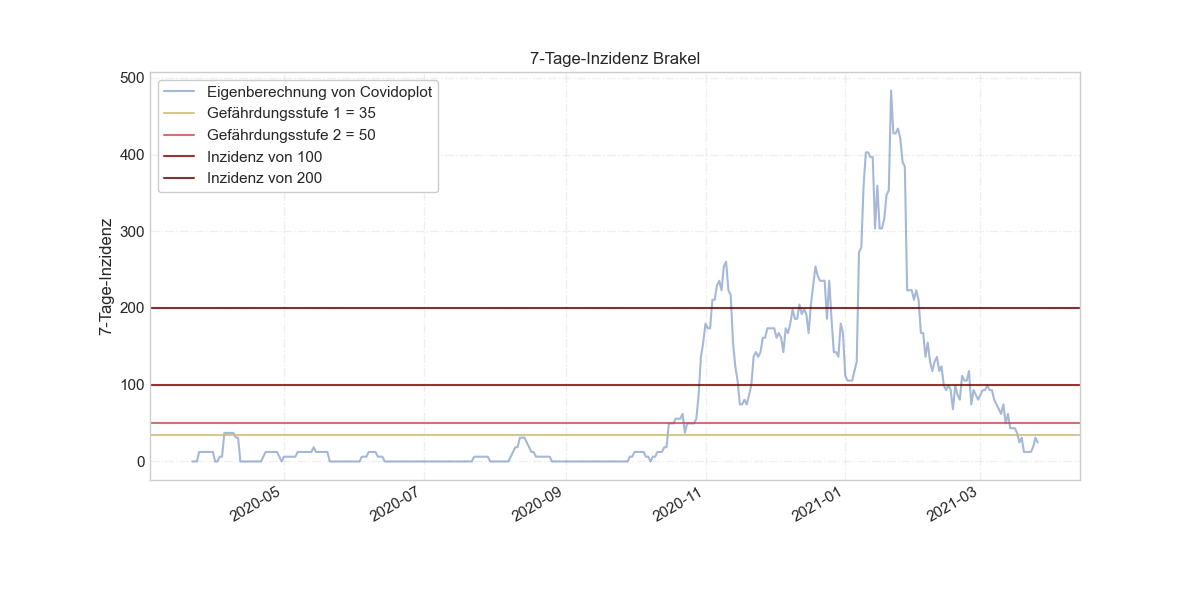 7-Tage-Inzidenz Brakel
Eigenberechnung von Covidoplot
Gefährdungsstufe 1 = 35
Gefährdungsstufe 2 = 50
Inzidenz von 100
Inzidenz von 200
7-Tage-Inzidenz
500
400
300
200
100
0
2020-05
2020-07
2020-09
2020-11
2021-01
2021-03